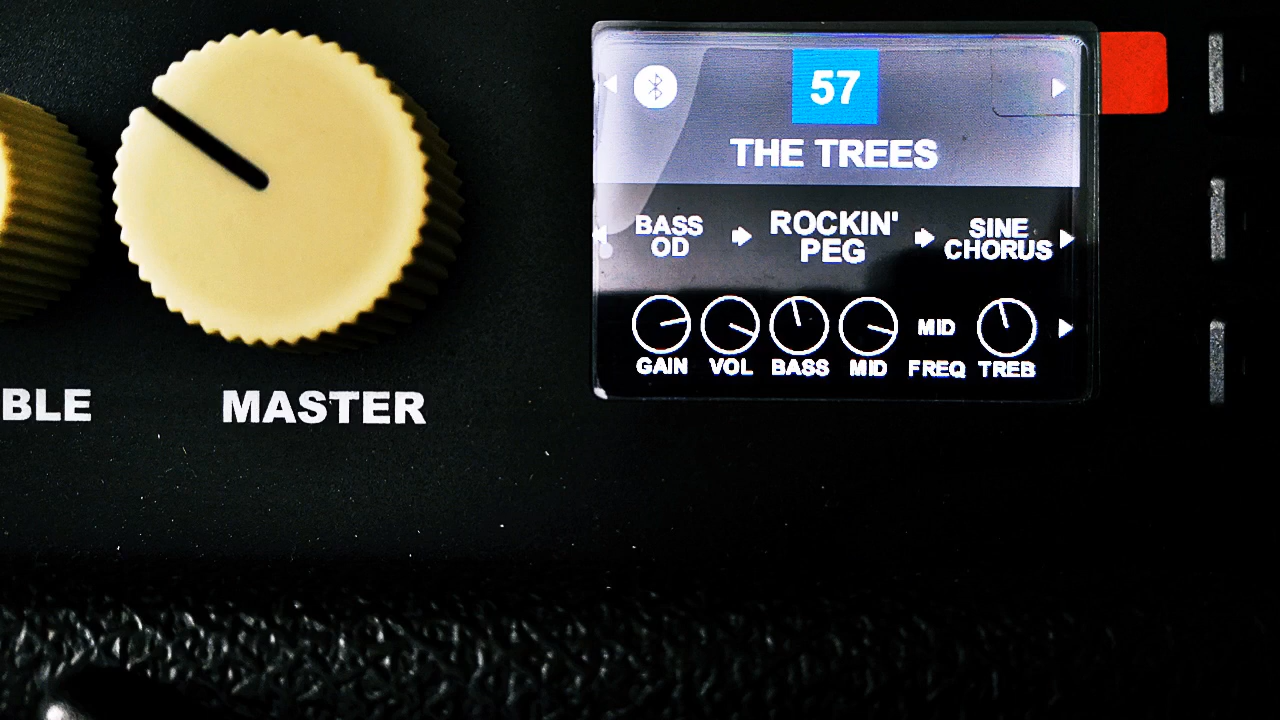 57
THE TREES
BASS OD
ROCKIN' PEG
SINE CHORUS
MID
GAIN VOL BASS MID FREQ TREB
BLE MASTER